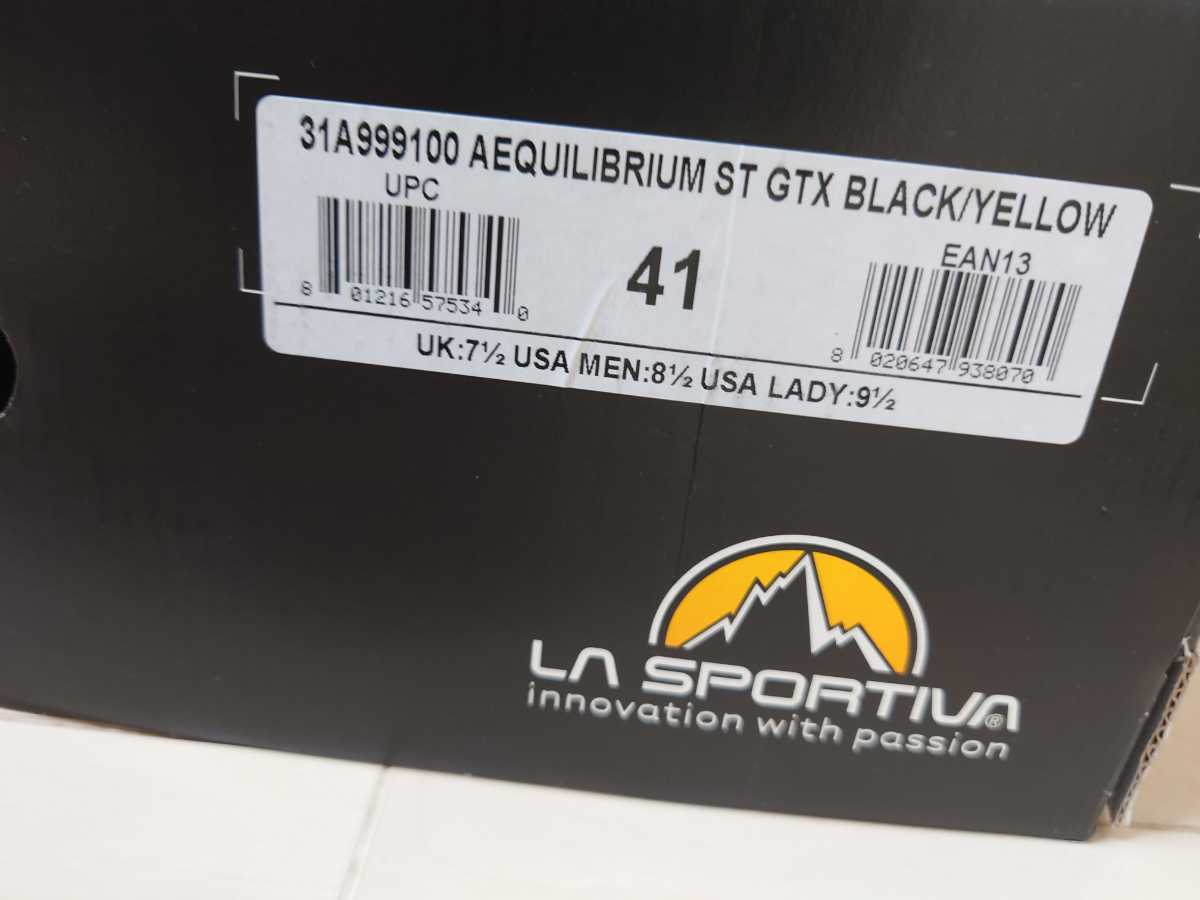 31A999100 AEQUILIBRIUM ST GTX BLACK/YELLOW
UPC
EAN13
41
8 01216 57534 0
8 020647 938070
UK:7½ USA MEN:8½ USA LADY:9½
LA SPORTIVA®
innovation with passion